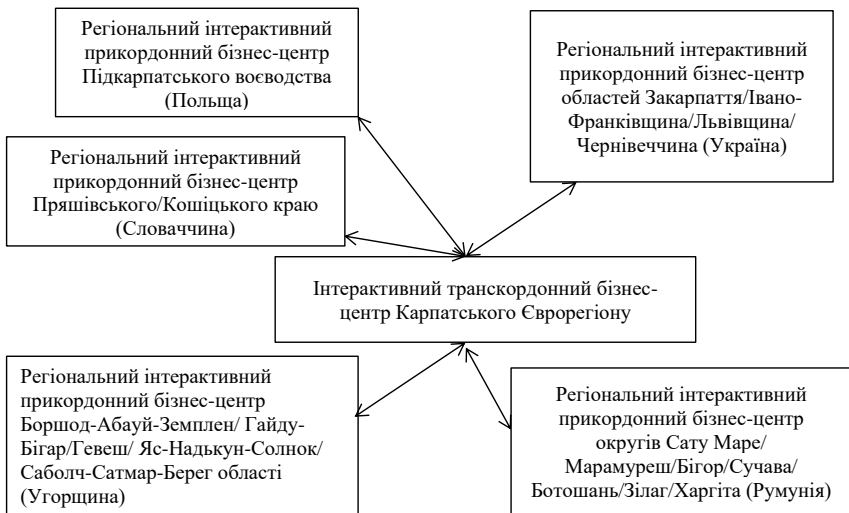 Регіональний інтерактивний
прикордонний бізнес-центр
Підкарпатського воєводства
(Польща)
Регіональний інтерактивний
прикордонний бізнес-центр
областей Закарпаття/Івано-
Франківщина/Львівщина/
Чернівеччина (Україна)
Регіональний інтерактивний
прикордонний бізнес-центр
Пряшівського/Кошіцького краю
(Словаччина)
Інтерактивний транскордонний бізнес-
центр Карпатського Єврорегіону
Регіональний інтерактивний
прикордонний бізнес-центр
Боршод-Абауй-Земплен/ Гайду-
Бігар/Гевеш/ Яс-Надькун-Солнок/
Саболч-Сатмар-Берег області
(Угорщина)
Регіональний інтерактивний
прикордонний бізнес-центр
округів Сату Маре/
Марамуреш/Бігор/Сучава/
Ботошань/Зілаг/Харгіта (Румунія)